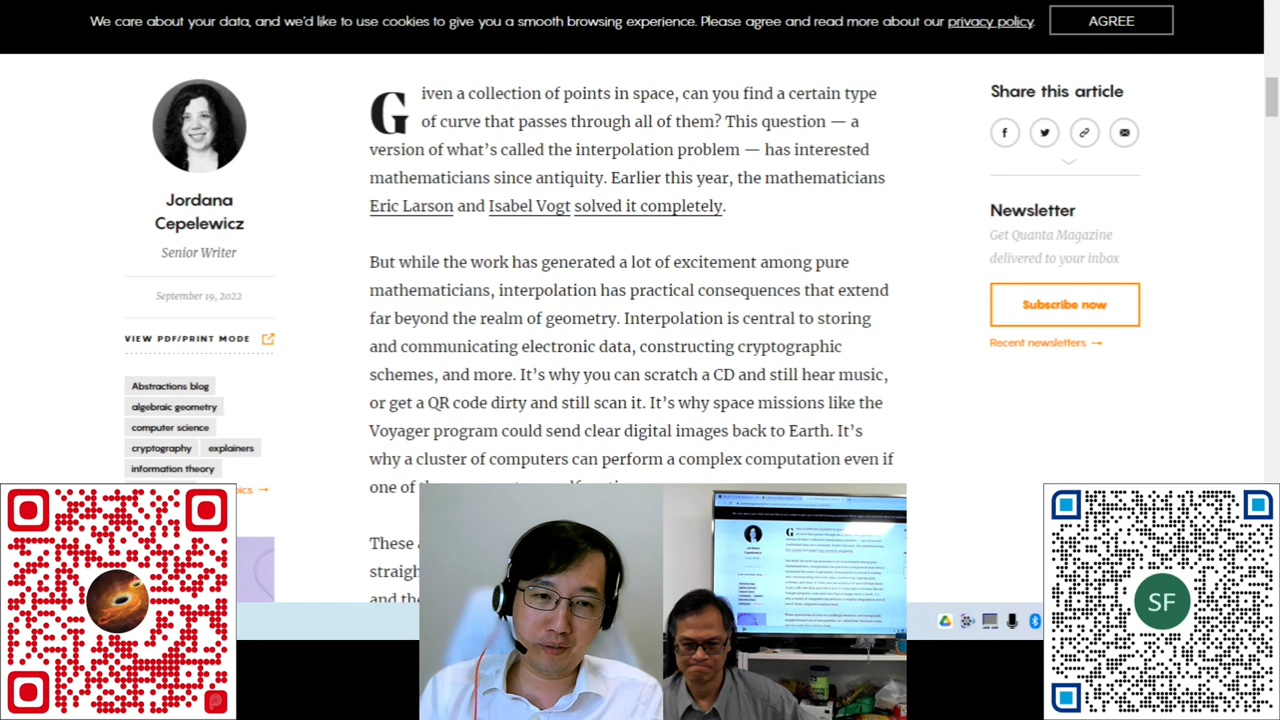 We care about your data, and we'd like to use cookies to give you a smooth browsing experience. Please agree and read more about our privacy policy.
AGREE
Jordana
Cepelewicz
Senior Writer
September 19, 2022
VIEW PDF/PRINT MODE
Abstractions blog
algebraic geometry
computer science
cryptography
explainers
information theory
Given a collection of points in space, can you find a certain type
of curve that passes through all of them? This question — a
version of what's called the interpolation problem — has interested
mathematicians since antiquity. Earlier this year, the mathematicians
Eric Larson and Isabel Vogt solved it completely.
But while the work has generated a lot of excitement among pure
mathematicians, interpolation has practical consequences that extend
far beyond the realm of geometry. Interpolation is central to storing
and communicating electronic data, constructing cryptographic
schemes, and more. It's why you can scratch a CD and still hear music,
or get a QR code dirty and still scan it. It's why space missions like the
Voyager program could send clear digital images back to Earth. It's
why a cluster of computers can perform a complex computation even if
one of
These
Share this article
Newsletter
Get Quanta Magazine
delivered to your inbox
Subscribe now
Recent newsletters →
SF